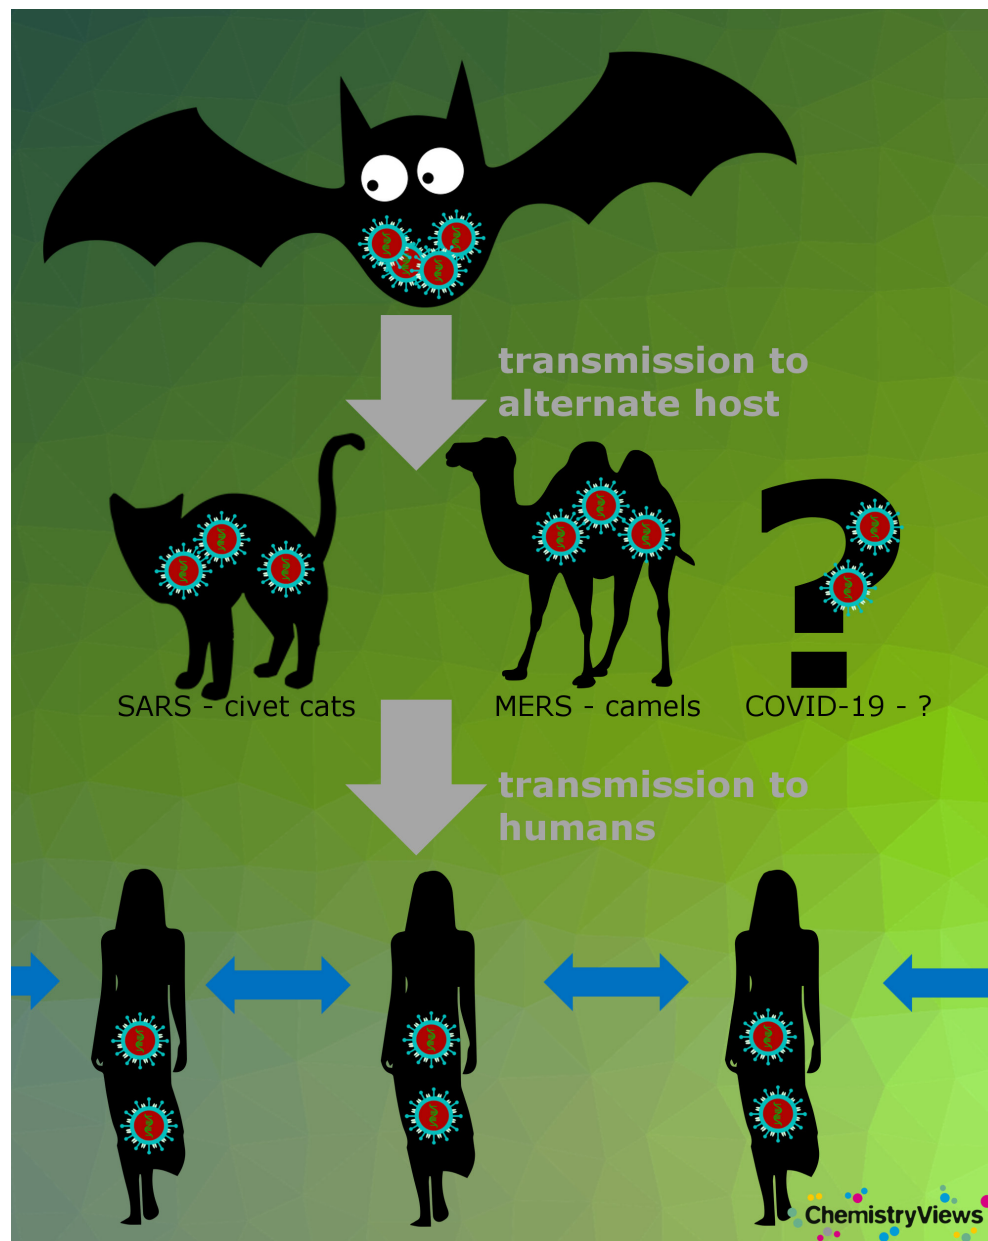 transmission to
alternate host
SARS - civet cats
MERS - camels
COVID-19 - ?
transmission to
humans
ChemistryViews